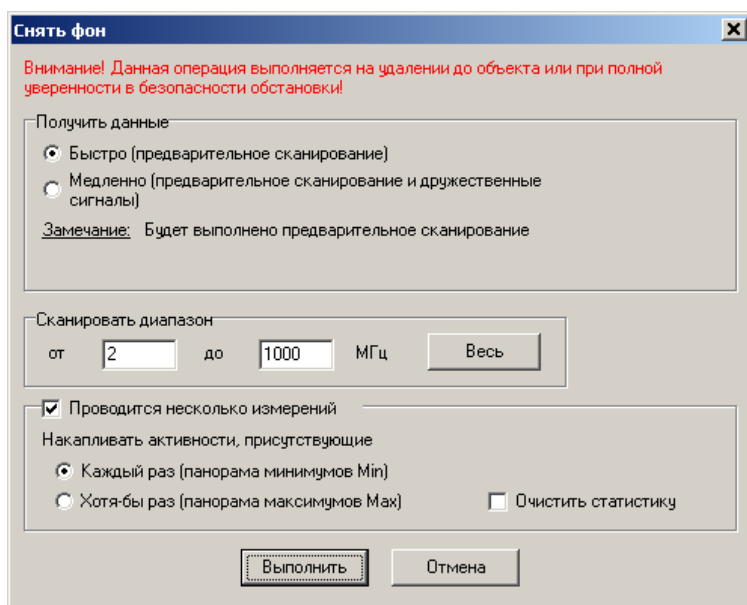 Снять фон
Внимание! Данная операция выполняется на удалении до объекта или при полной
уверенности в безопасности обстановки!
Получить данные
Быстро (предварительное сканирование)
Медленно (предварительное сканирование и дружественные
сигналы)
Замечание: Будет выполнено предварительное сканирование
Сканировать диапазон
от 2 до 1000 МГц Весь
Проводится несколько измерений
Накапливать активности, присутствующие
Каждый раз (панорама минимумов Min)
Хотя-бы раз (панорама максимумов Max) Очистить статистику
Выполнить Отмена